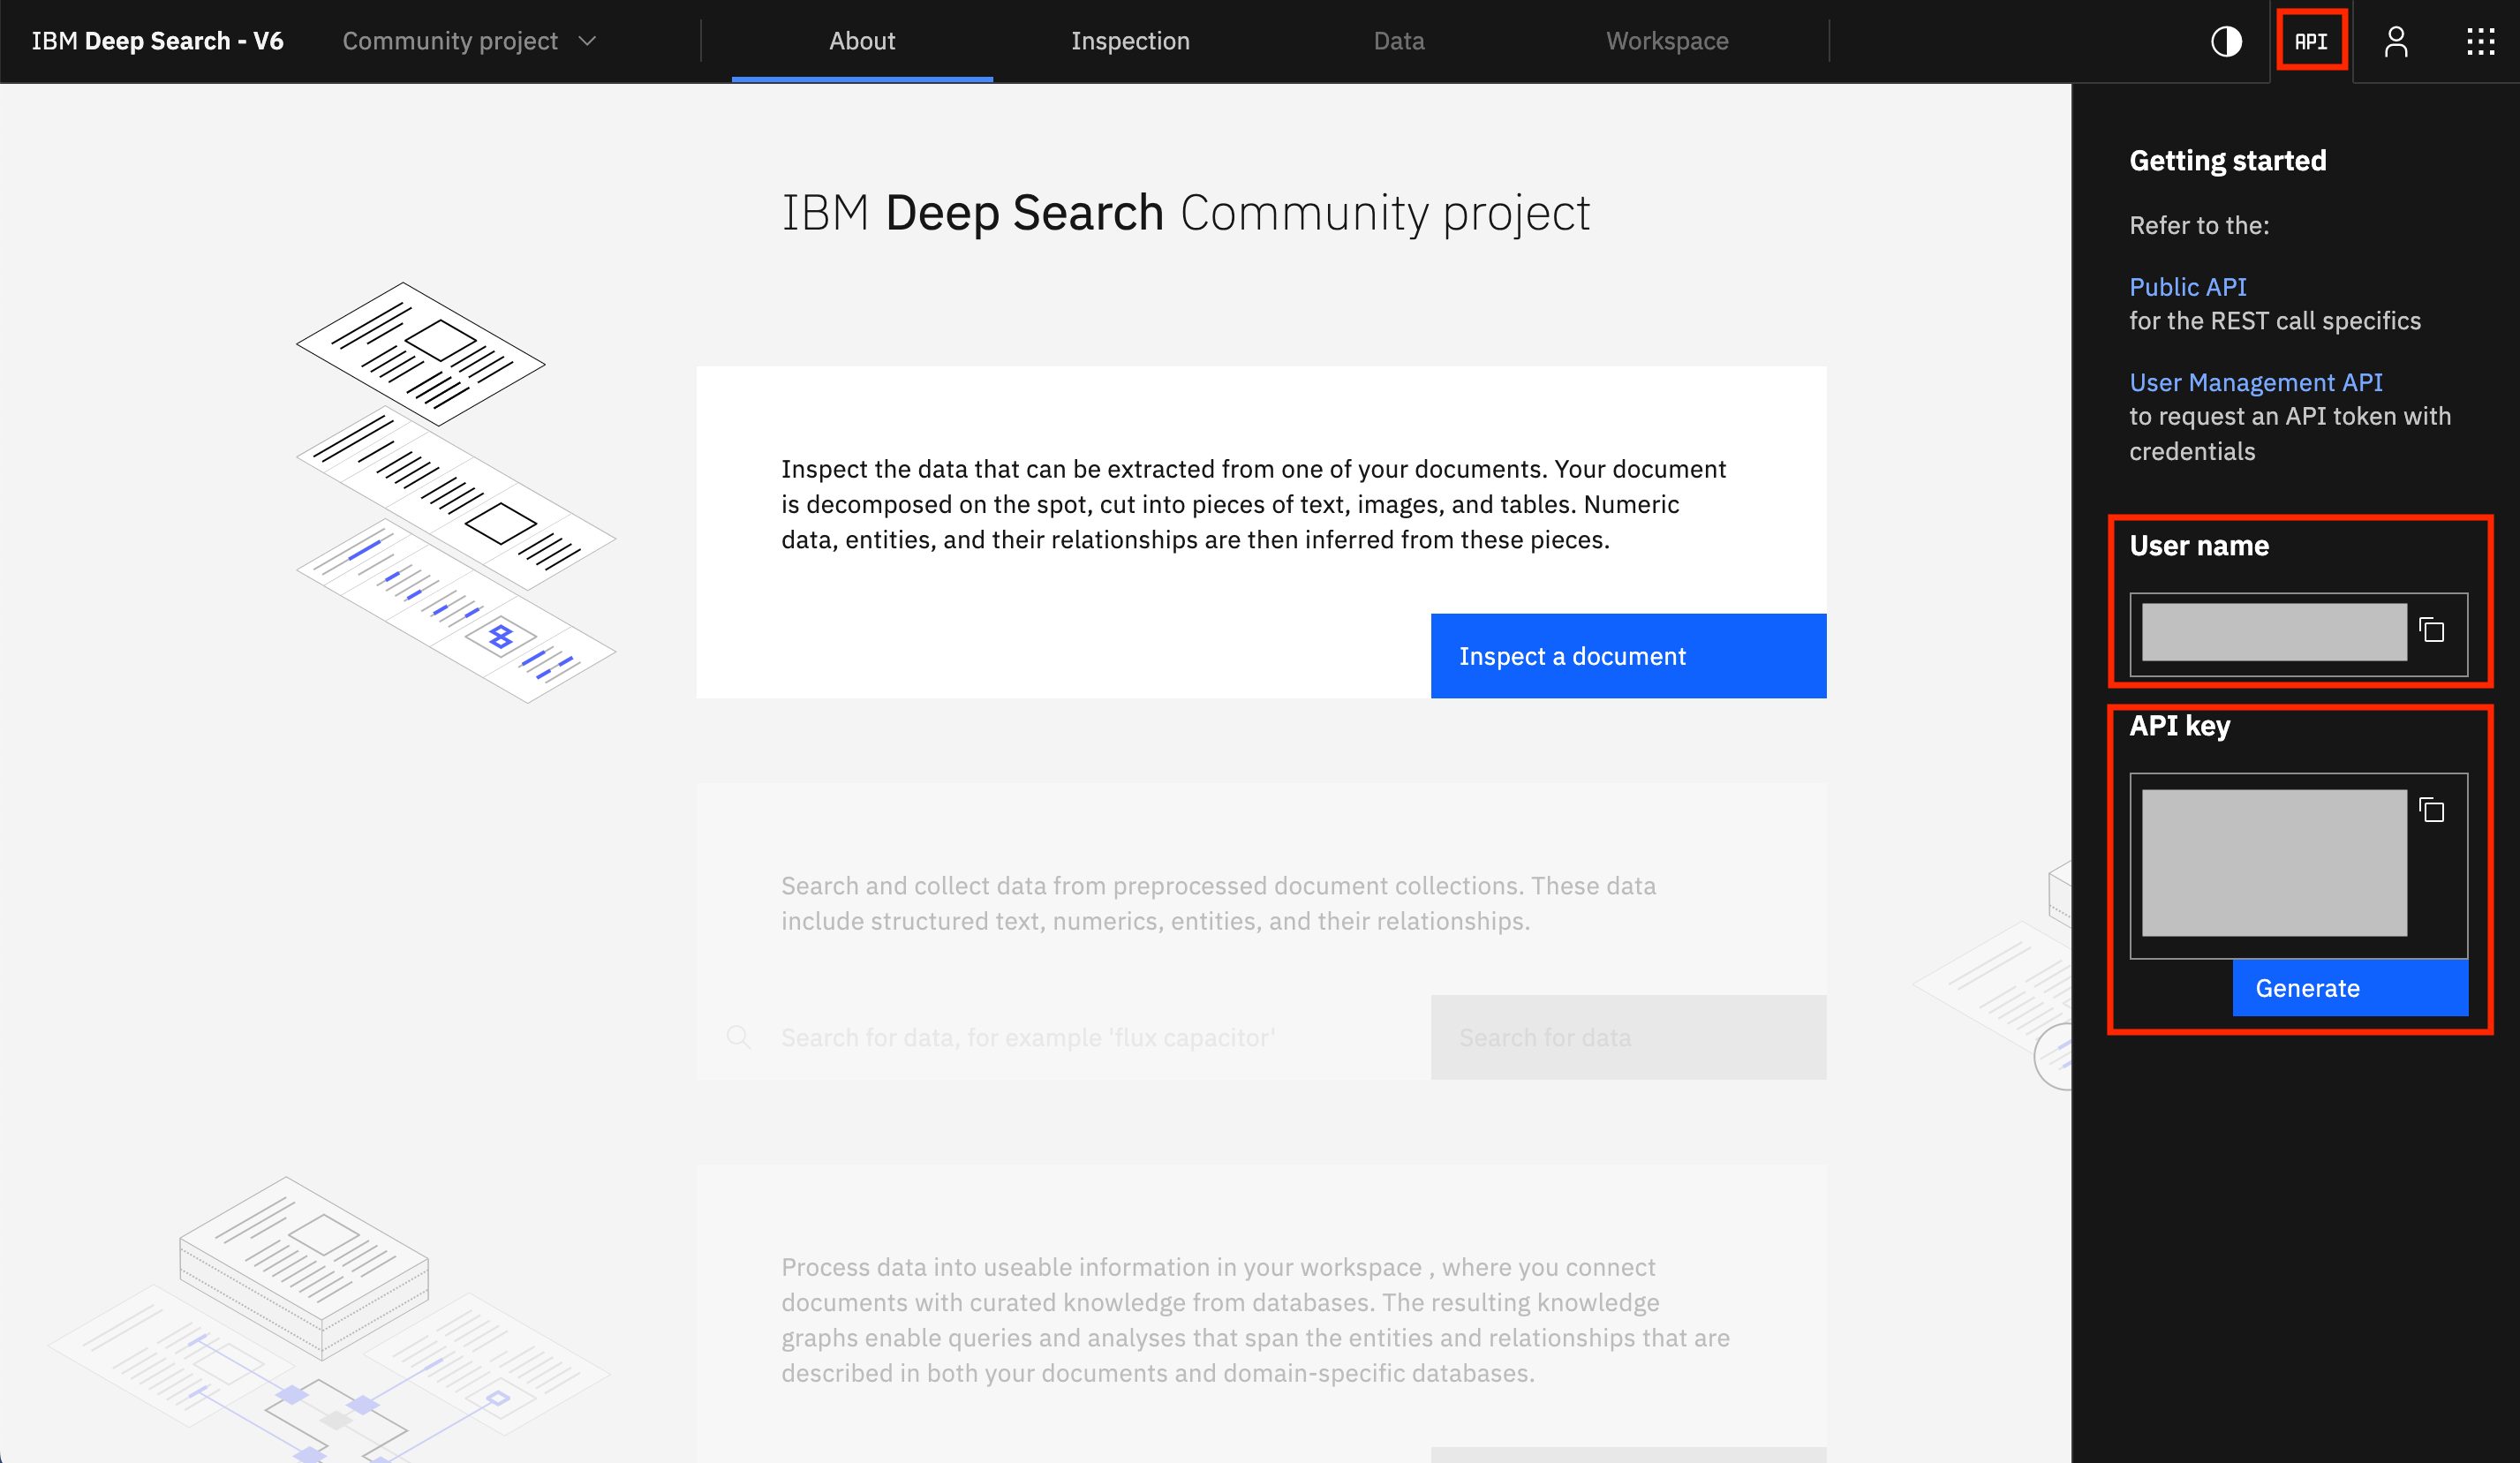 IBM Deep Search - V6
Community project
About
Inspection
Data
Workspace
API
IBM Deep Search Community project
Inspect the data that can be extracted from one of your documents. Your document
is decomposed on the spot, cut into pieces of text, images, and tables. Numeric
data, entities, and their relationships are then inferred from these pieces.
Inspect a document
Search and collect data from preprocessed document collections. These data
include structured text, numerics, entities, and their relationships.
Search for data, for example 'flux capacitor'
Search for data
Process data into useable information in your workspace , where you connect
documents with curated knowledge from databases. The resulting knowledge
graphs enable queries and analyses that span the entities and relationships that are
described in both your documents and domain-specific databases.
Getting started
Refer to the:
Public API
for the REST call specifics
User Management API
to request an API token with
credentials
User name
API key
Generate